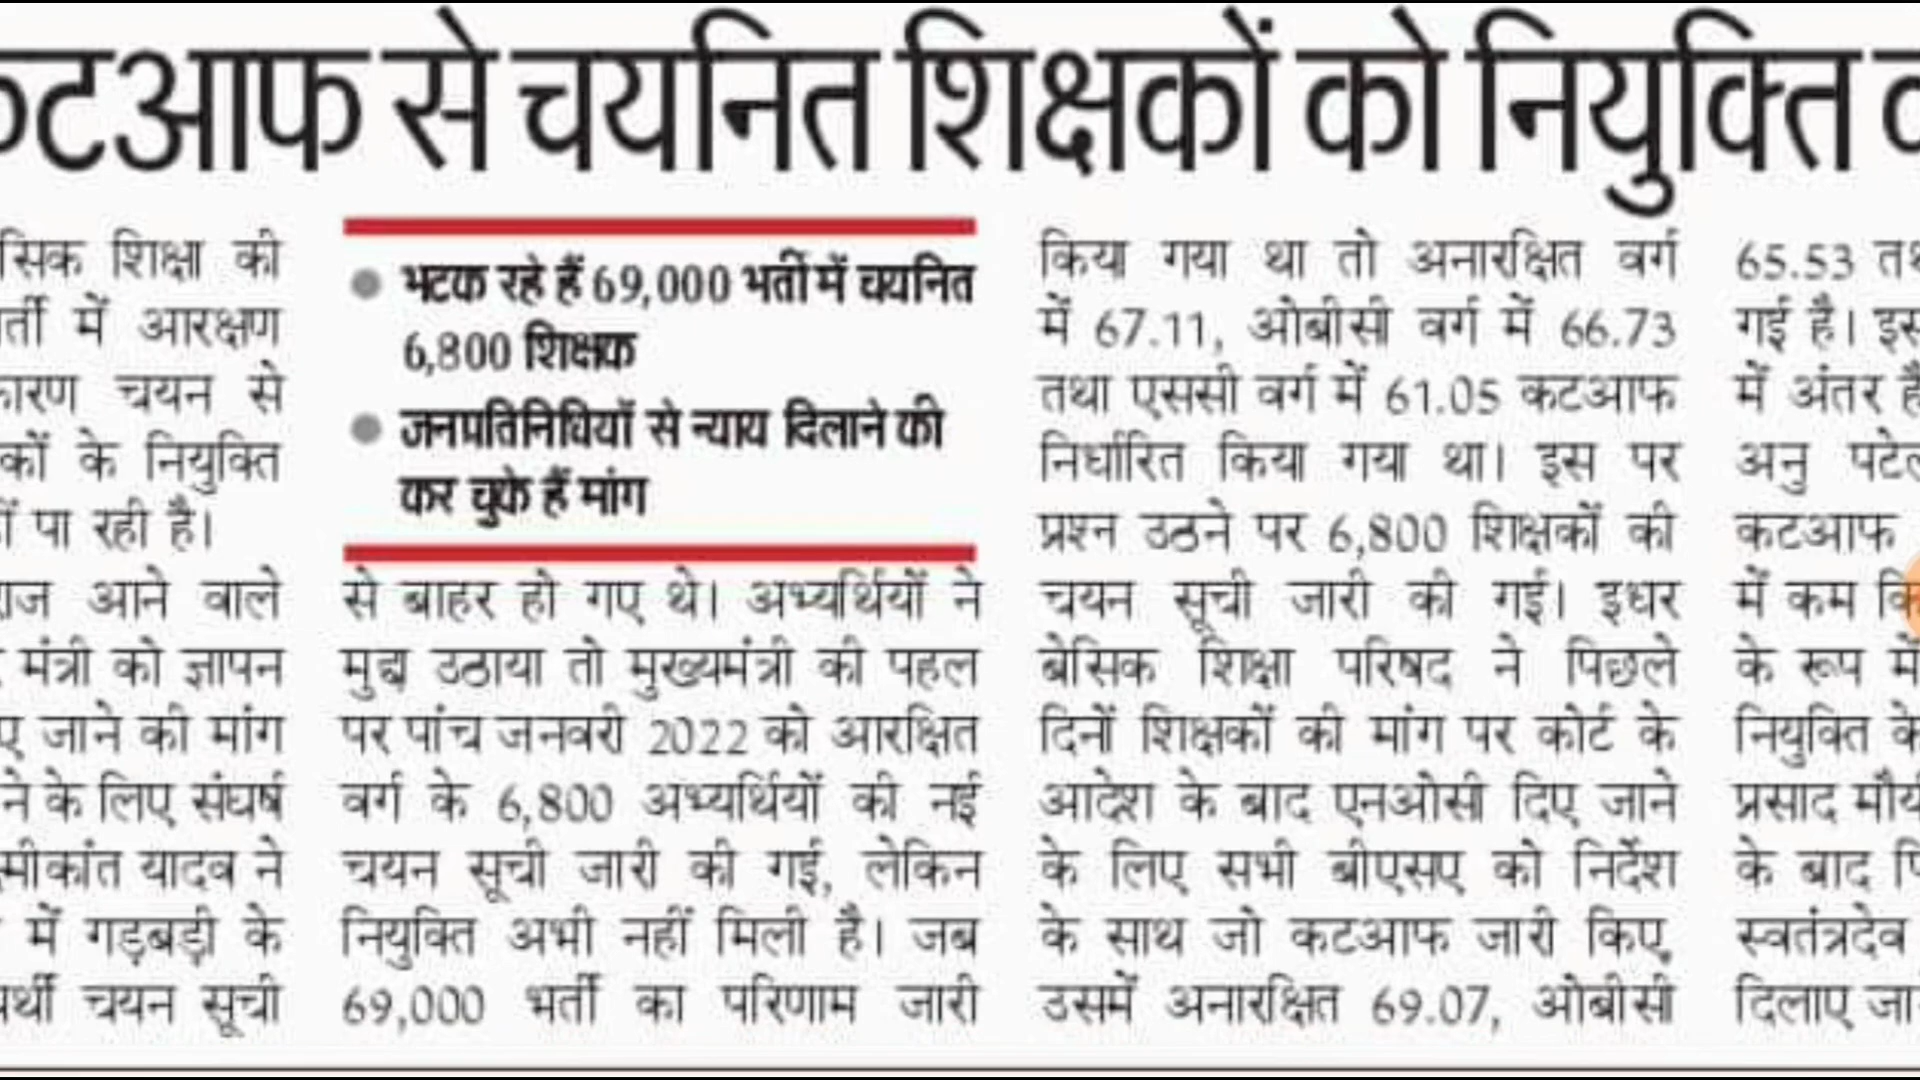 कटआफ से चयनित शिक्षकों को नियुक्ति
शिक्षा की
में आरक्षण
चयन से
के नियुक्ति
पा रही है।
आने वाले
मंत्री को ज्ञापन
जाने की मांग
के लिए संघर्ष
यादव ने
में गड़बड़ी के
चयन सूची
भटक रहे हैं 69,000 भर्ती में चयनित
6,800 शिक्षक
जनप्रतिनिधियों से न्याय दिलाने की
कर चुके हैं मांग
से बाहर हो गए थे। अभ्यर्थियों ने
मुद्दा उठाया तो मुख्यमंत्री की पहल
पर पांच जनवरी 2022 को आरक्षित
वर्ग के 6,800 अभ्यर्थियों की नई
चयन सूची जारी की गई, लेकिन
नियुक्ति अभी नहीं मिली है। जब
69,000 भर्ती का परिणाम जारी
किया गया था तो अनारक्षित वर्ग
में 67.11, ओबीसी वर्ग में 66.73
तथा एससी वर्ग में 61.05 कटआफ
निर्धारित किया गया था। इस पर
प्रश्न उठने पर 6,800 शिक्षकों की
चयन सूची जारी की गई। इधर
बेसिक शिक्षा परिषद ने पिछले
दिनों शिक्षकों की मांग पर कोर्ट के
आदेश के बाद एनओसी दिए जाने
के लिए सभी बीएसए को निर्देश
के साथ जो कटआफ जारी किए,
उसमें अनारक्षित 69.07, ओबीसी
65.53
गई है।
में अंतर
अनु
कटआफ
में कम
के रूप में
नियुक्ति
प्रसाद
के बाद
स्वतंत्रदेव
दिलाए